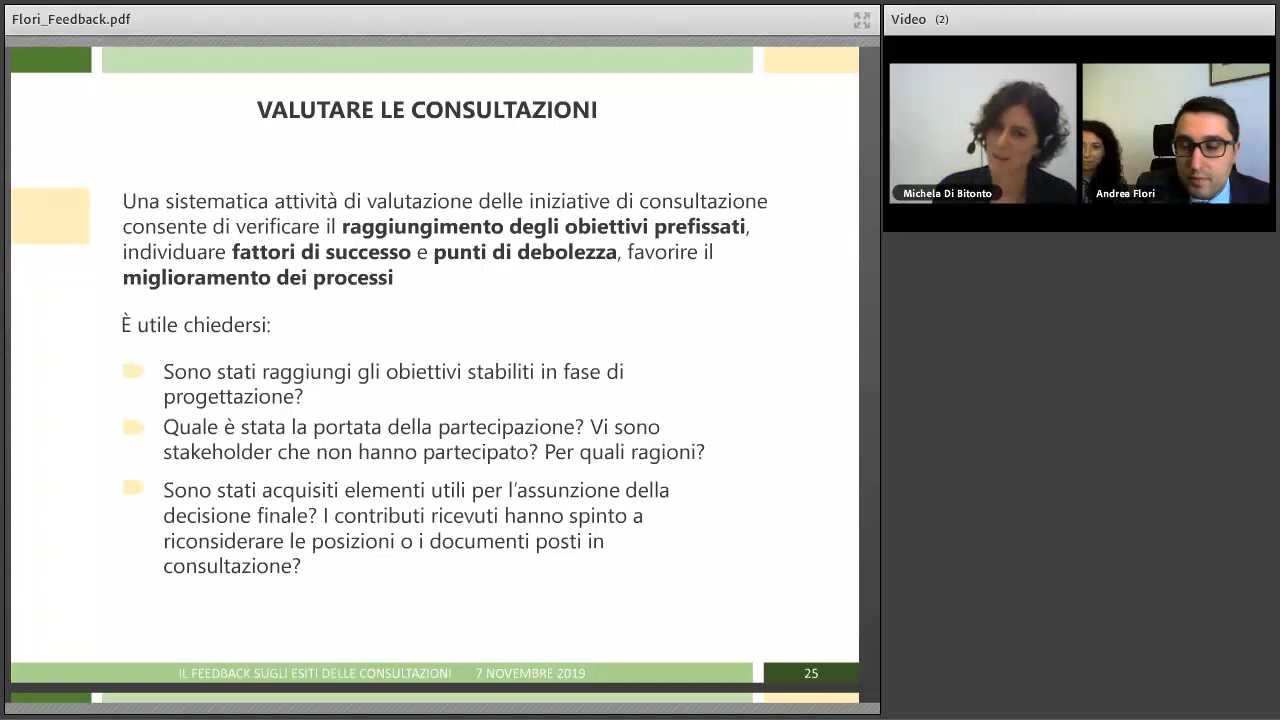 Flori_Feedback.pdf
Video (2)
VALUTARE LE CONSULTAZIONI
Una sistematica attività di valutazione delle iniziative di consultazione
consente di verificare il raggiungimento degli obiettivi prefissati,
individuare fattori di successo e punti di debolezza, favorire il
miglioramento dei processi
È utile chiedersi:
Sono stati raggiungi gli obiettivi stabiliti in fase di
progettazione?
Quale è stata la portata della partecipazione? Vi sono
stakeholder che non hanno partecipato? Per quali ragioni?
Sono stati acquisiti elementi utili per l'assunzione della
decisione finale? I contributi ricevuti hanno spinto a
riconsiderare le posizioni o i documenti posti in
consultazione?
IL FEEDBACK SUGLI ESITI DELLE CONSULTAZIONI 7 NOVEMBRE 2019
25
Michela Di Bitonto
Andrea Flori